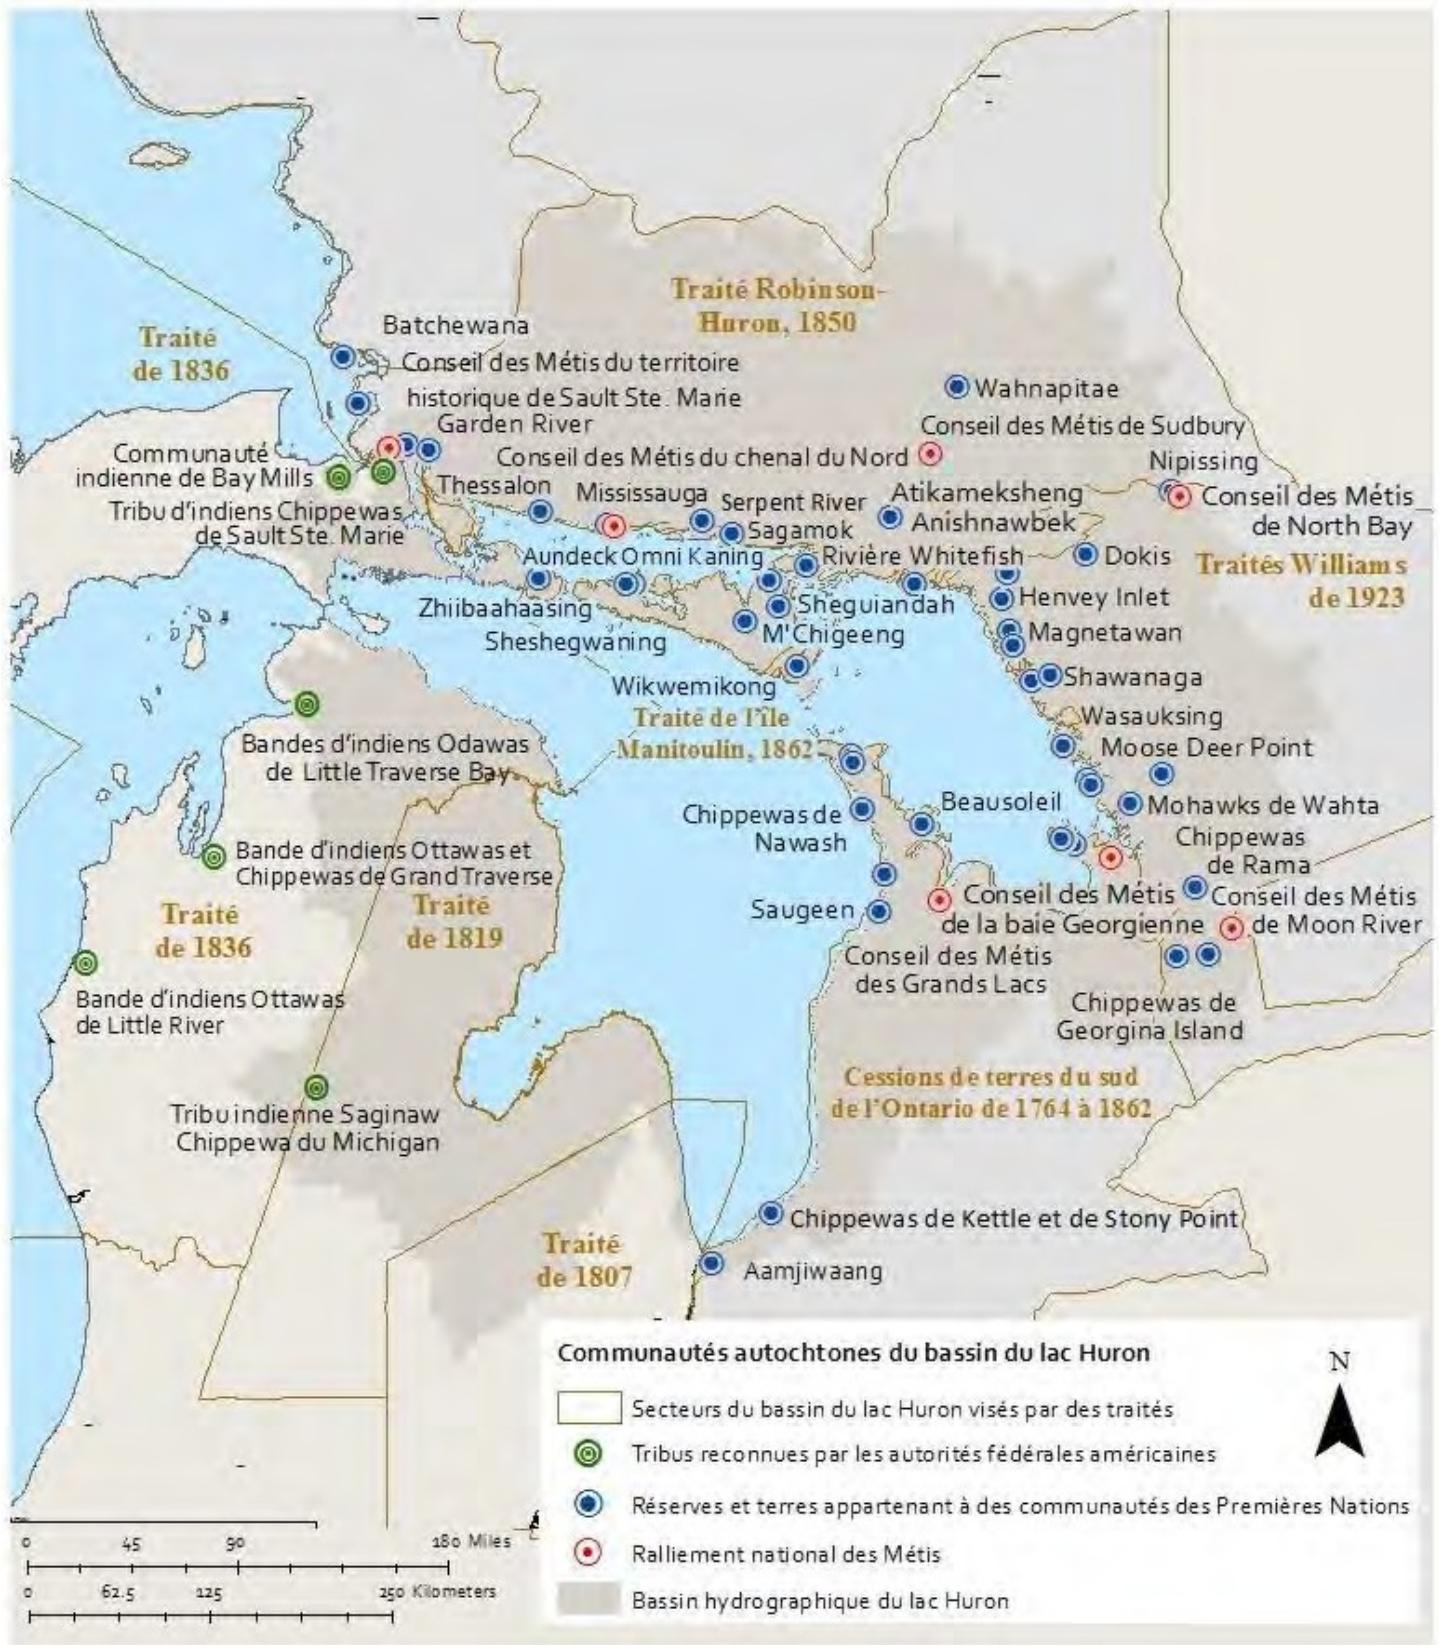 Traité Robinson-
Huron, 1850
Traité
de 1836
Batchewana
Conseil des Métis du territoire
historique de Sault Ste. Marie
Garden River
Wahnapitae
Conseil des Métis de Sudbury
Communauté
indienne de Bay Mills
Conseil des Métis du chenal du Nord
Nipissing
Conseil des Métis
de North Bay
Tribu d'indiens Chippewas
de Sault Ste. Marie
Thessalon
Mississauga
Serpent River
Sagamok
Atikameksheng
Anishnawbek
Aundeck Omni Kaning
Rivière Whitefish
Dokis
Traités Williams
de 1923
Zhiibaahaasing
Sheshegwaning
Sheguiandah
M'Chigeeng
Henvey Inlet
Magnetawan
Wikwemikong
Shawanaga
Traité de l'île
Manitoulin, 1862
Wasauksing
Moose Deer Point
Bandes d'indiens Odawas
de Little Traverse Bay
Chippewas de
Nawash
Beausoleil
Mohawks de Wahta
Chippewas
de Rama
Bande d'indiens Ottawas et
Chippewas de Grand Traverse
Traité
de 1836
Traité
de 1819
Saugeen
Conseil des Métis
de la baie Georgienne
Conseil des Métis
de Moon River
Conseil des Métis
des Grands Lacs
Bande d'indiens Ottawas
de Little River
Chippewas de
Georgina Island
Cessions de terres du sud
de l'Ontario de 1764 à 1862
Tribu indienne Saginaw
Chippewa du Michigan
Chippewas de Kettle et de Stony Point
Traité
de 1807
Aamjiwaang
Communautés autochtones du bassin du lac Huron
N
Secteurs du bassin du lac Huron visés par des traités
Tribus reconnues par les autorités fédérales américaines
Réserves et terres appartenant à des communautés des Premières Nations
Ralliement national des Métis
Bassin hydrographique du lac Huron
0 45 90 180 Miles
0 62.5 125 250 Kilometers